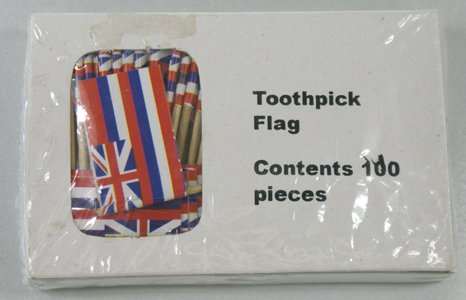 Toothpick
Flag
Contents 100
pieces